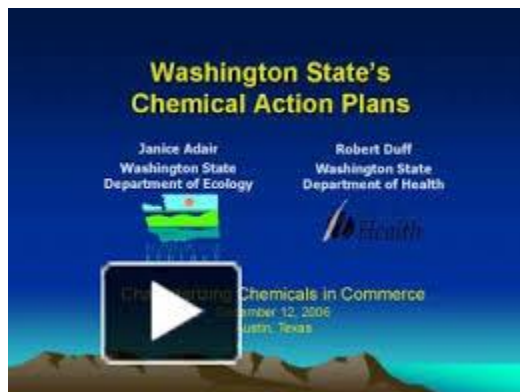 Washington State's
Chemical Action Plans
Janice Adair
Washington State
Department of Ecology
Robert Duff
Washington State
Department of Health
Health
Chemicals in Commerce
12, 2006
Austin, Texas